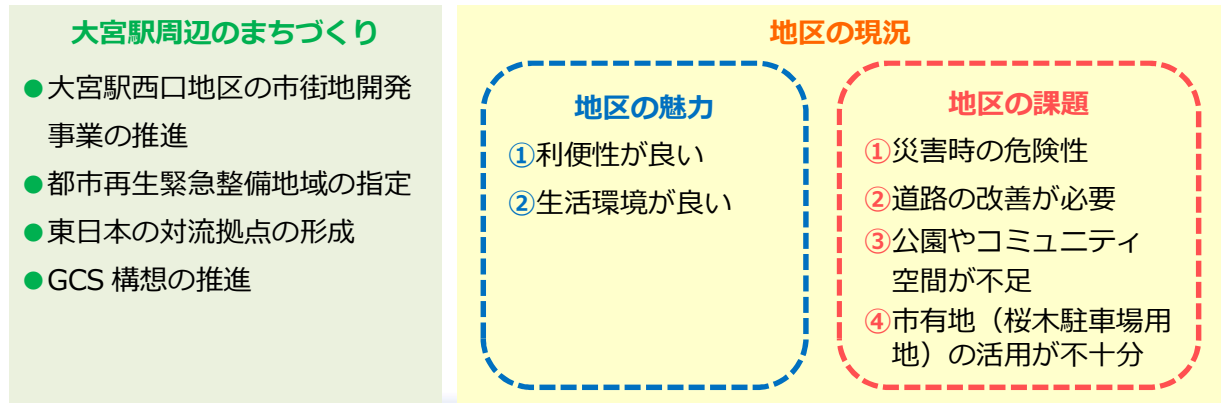 大宮駅周辺のまちづくり
●大宮駅西口地区の市街地開発
事業の推進
●都市再生緊急整備地域の指定
●東日本の対流拠点の形成
●GCS 構想の推進
地区の現況
地区の魅力
①利便性が良い
②生活環境が良い
地区の課題
①災害時の危険性
②道路の改善が必要
③公園やコミュニティ
空間が不足
④市有地（桜木駐車場用
地）の活用が不十分